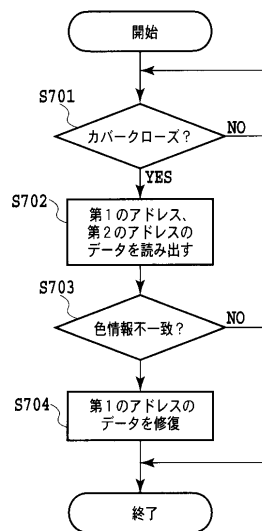 開始
S701
カバークローズ?
NO
YES
S702
第1のアドレス、
第2のアドレスの
データを読み出す
S703
色情報不一致?
NO
S704
第1のアドレスの
データを修復
終了